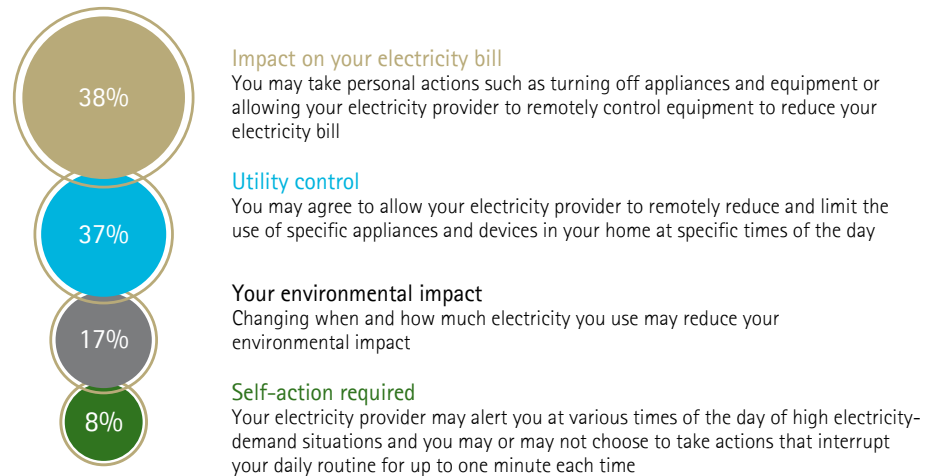 38%
Impact on your electricity bill
You may take personal actions such as turning off appliances and equipment or
allowing your electricity provider to remotely control equipment to reduce your
electricity bill
37%
Utility control
You may agree to allow your electricity provider to remotely reduce and limit the
use of specific appliances and devices in your home at specific times of the day
17%
Your environmental impact
Changing when and how much electricity you use may reduce your
environmental impact
8%
Self-action required
Your electricity provider may alert you at various times of the day of high electricity-
demand situations and you may or may not choose to take actions that interrupt
your daily routine for up to one minute each time